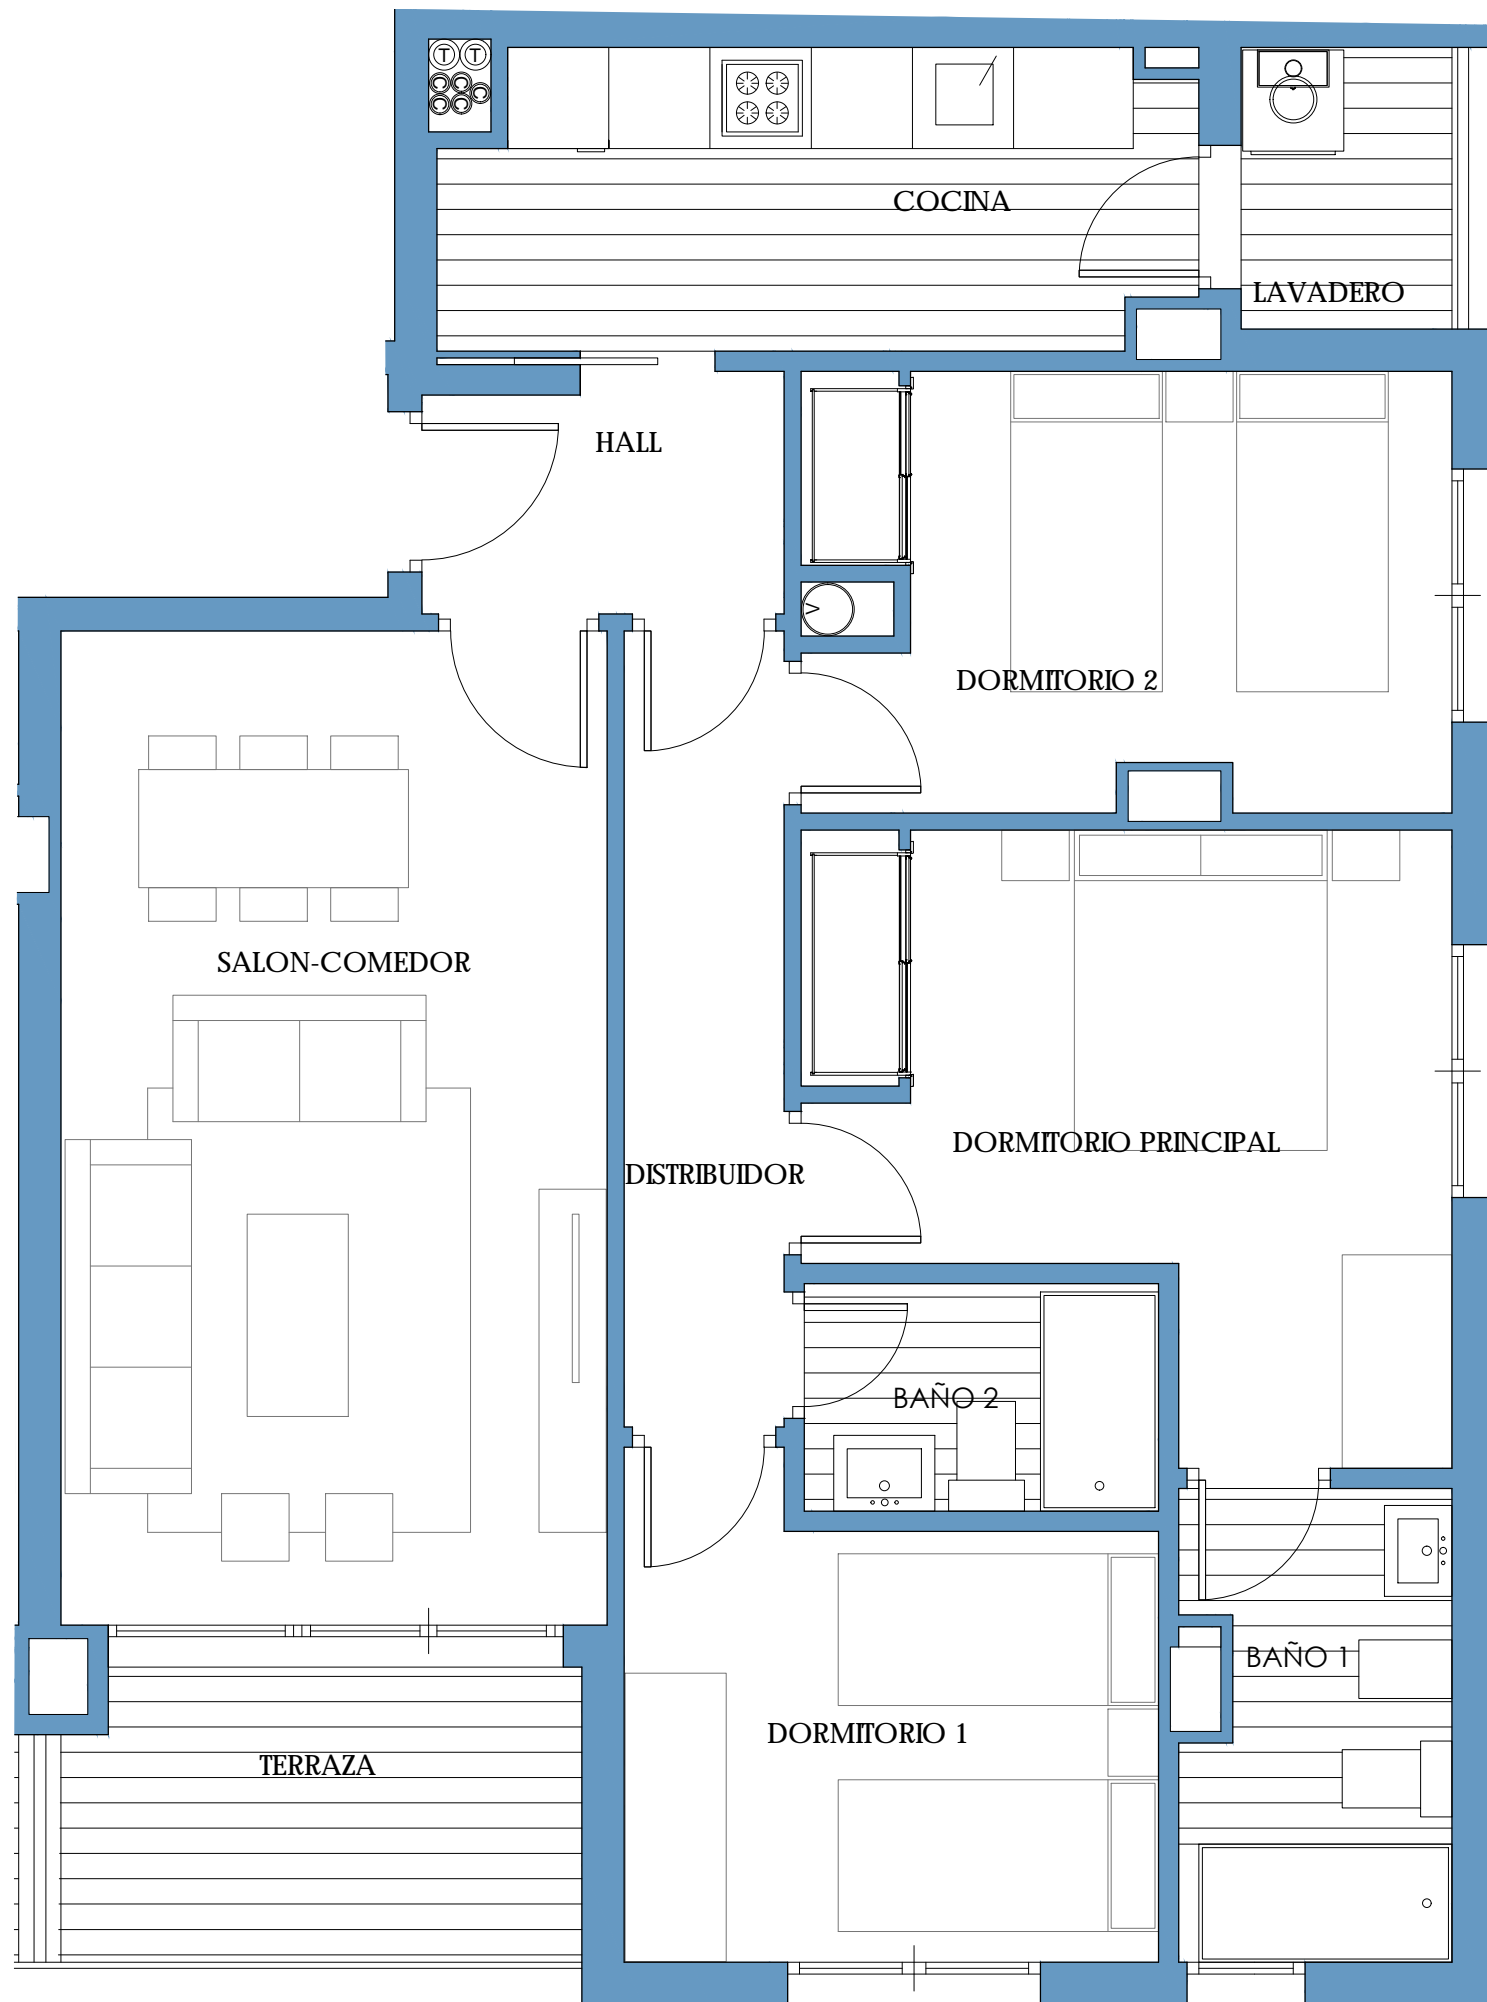 T T
C C C
C C
COCINA
LAVADERO
HALL
V
DORMITORIO 2
SALON-COMEDOR
DORMITORIO PRINCIPAL
DISTRIBUIDOR
BAÑO 2
BAÑO 1
DORMITORIO 1
TERRAZA